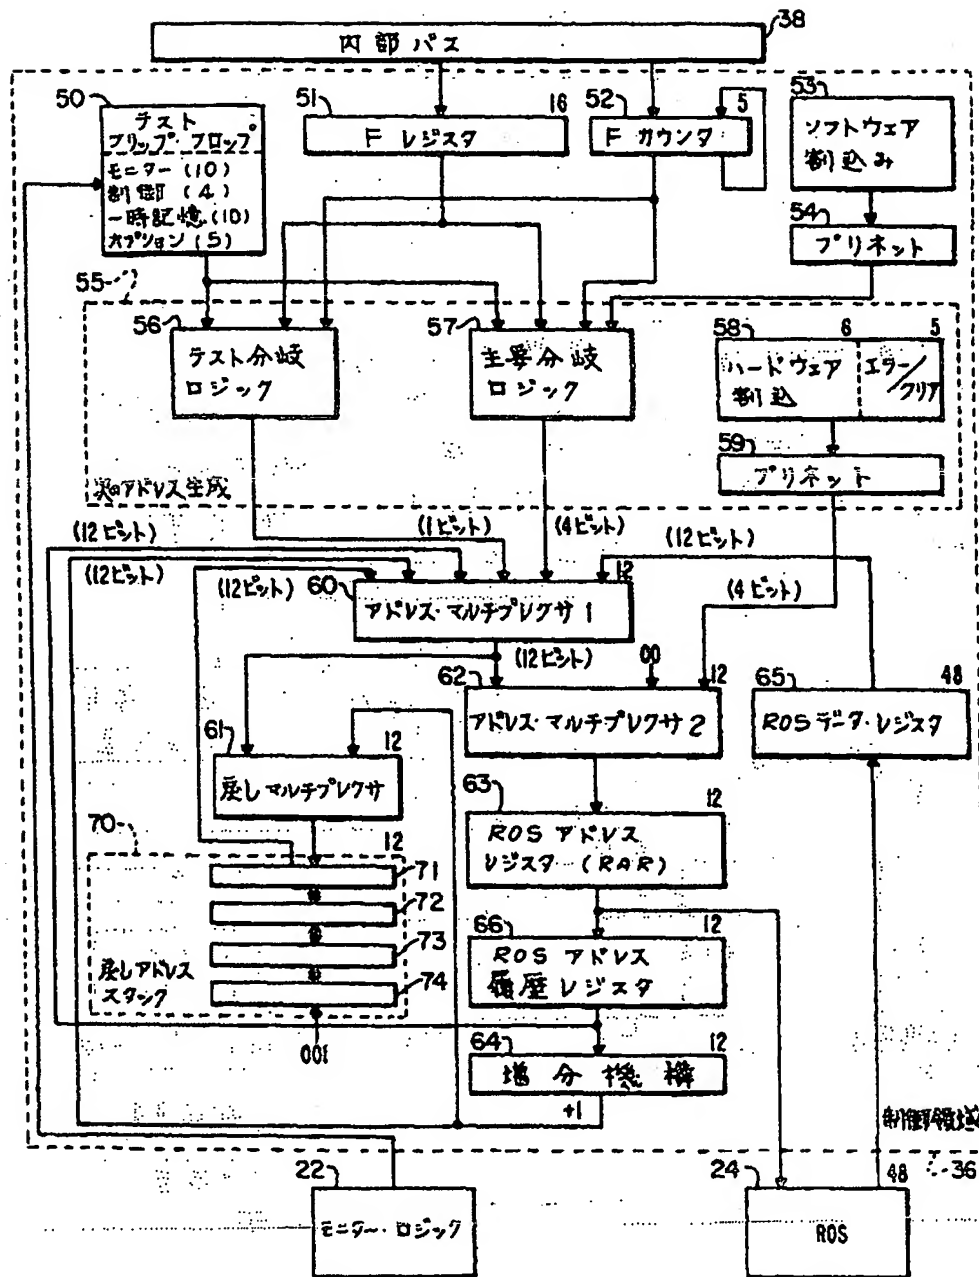 38
内部バス
50
テスト
フリップ・フロップ
モニター (10)
制御 (4)
一時記憶 (10)
オプション (5)
51
16
F レジスタ
52
5
F カウンタ
53
ソフトウェア
割込み
54
プリネット
55
56
テスト分岐
ロジック
57
主要分岐
ロジック
58
6
5
ハードウェア
割込
エラー/
クリア
59
プリネット
アドレス生成
(12ビット)
(1ビット)
(4ビット)
(12ビット)
(12ビット)
(12ビット)
(4ビット)
60
12
アドレス・マルチプレクサ 1
(12ビット)
00
62
12
アドレス・マルチプレクサ 2
65
48
ROSデータ・レジスタ
61
12
戻しマルチプレクサ
63
12
ROS アドレス
レジスタ (RAR)
70
12
71
72
73
74
戻しアドレス
スタック
001
66
12
ROS アドレス
履歴レジスタ
64
12
増分機構
+1
制御領域
36
22
モニター・ロジック
24
48
ROS